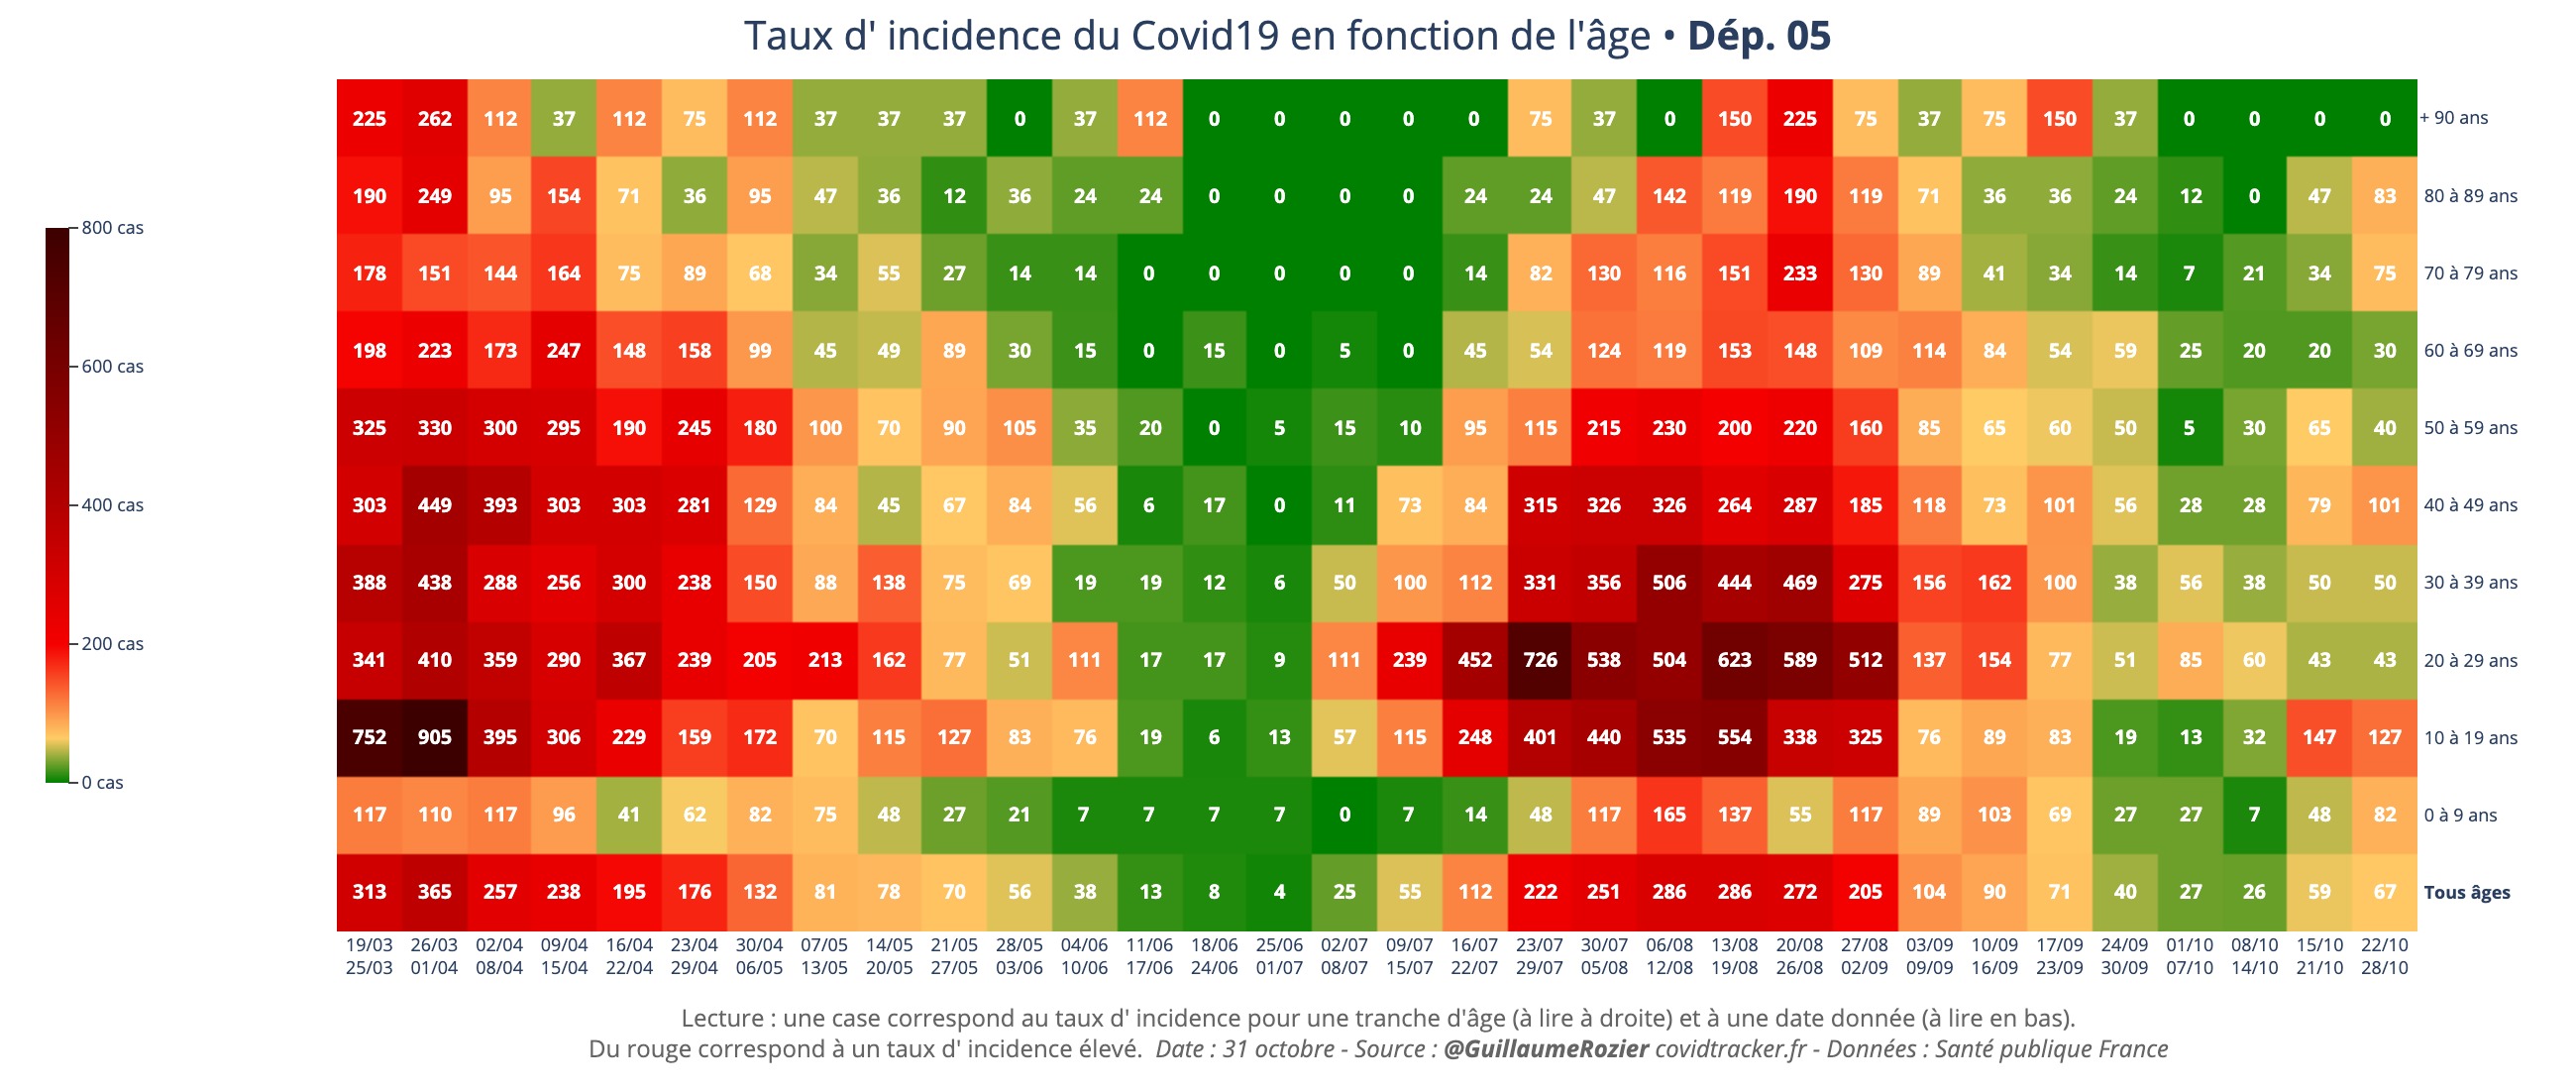 Taux d' incidence du Covid19 en fonction de l'âge • Dép. 05
800 cas
600 cas
400 cas
200 cas
0 cas
225 262 112 37 112 75 112 37 37 37 0 37 112 0 0 0 0 0 75 37 0 150 225 75 37 75 150 37 0 0 0 0 + 90 ans
190 249 95 154 71 36 95 47 36 12 36 24 24 0 0 0 0 24 24 47 142 119 190 119 71 36 36 24 12 0 47 83 80 à 89 ans
178 151 144 164 75 89 68 34 55 27 14 14 0 0 0 0 0 14 82 130 116 151 233 130 89 41 34 14 7 21 34 75 70 à 79 ans
198 223 173 247 148 158 99 45 49 89 30 15 0 15 0 5 0 45 54 124 119 153 148 109 114 84 54 59 25 20 20 30 60 à 69 ans
325 330 300 295 190 245 180 100 70 90 105 35 20 0 5 15 10 95 115 215 230 200 220 160 85 65 60 50 5 30 65 40 50 à 59 ans
303 449 393 303 303 281 129 84 45 67 84 56 6 17 0 11 73 84 315 326 326 264 287 185 118 73 101 56 28 28 79 101 40 à 49 ans
388 438 288 256 300 238 150 88 138 75 69 19 19 12 6 50 100 112 331 356 506 444 469 275 156 162 100 38 56 38 50 50 30 à 39 ans
341 410 359 290 367 239 205 213 162 77 51 111 17 17 9 111 239 452 726 538 504 623 589 512 137 154 77 51 85 60 43 43 20 à 29 ans
752 905 395 306 229 159 172 70 115 127 83 76 19 6 13 57 115 248 401 440 535 554 338 325 76 89 83 19 13 32 147 127 10 à 19 ans
117 110 117 96 41 62 82 75 48 27 21 7 7 7 7 0 7 14 48 117 165 137 55 117 89 103 69 27 27 7 48 82 0 à 9 ans
313 365 257 238 195 176 132 81 78 70 56 38 13 8 4 25 55 112 222 251 286 286 272 205 104 90 71 40 27 26 59 67 Tous âges
19/03 26/03 02/04 09/04 16/04 23/04 30/04 07/05 14/05 21/05 28/05 04/06 11/06 18/06 25/06 02/07 09/07 16/07 23/07 30/07 06/08 13/08 20/08 27/08 03/09 10/09 17/09 24/09 01/10 08/10 15/10 22/10
25/03 01/04 08/04 15/04 22/04 29/04 06/05 13/05 20/05 27/05 03/06 10/06 17/06 24/06 01/07 08/07 15/07 22/07 29/07 05/08 12/08 19/08 26/08 02/09 09/09 16/09 23/09 30/09 07/10 14/10 21/10 28/10
Lecture : une case correspond au taux d' incidence pour une tranche d'âge (à lire à droite) et à une date donnée (à lire en bas).
Du rouge correspond à un taux d' incidence élevé. Date : 31 octobre - Source : @GuillaumeRozier covidtracker.fr - Données : Santé publique France